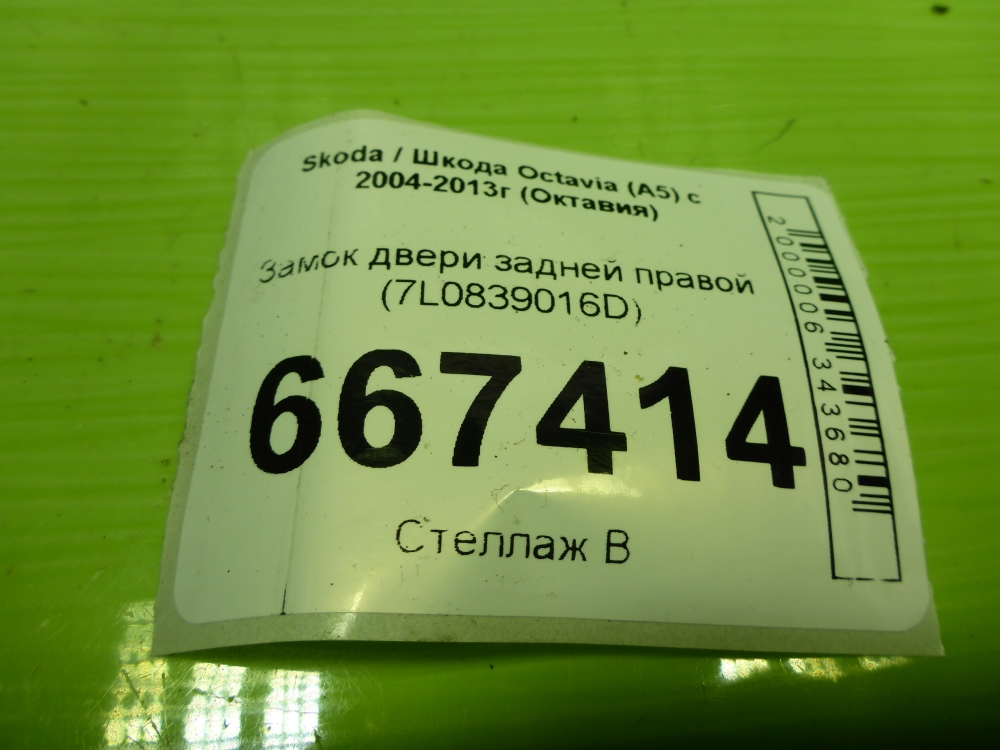 Skoda / Шкода Octavia (A5) с
2004-2013г (Октавия)
Замок двери задней правой
(7L0839016D)
667414
Стеллаж В
2000006343680